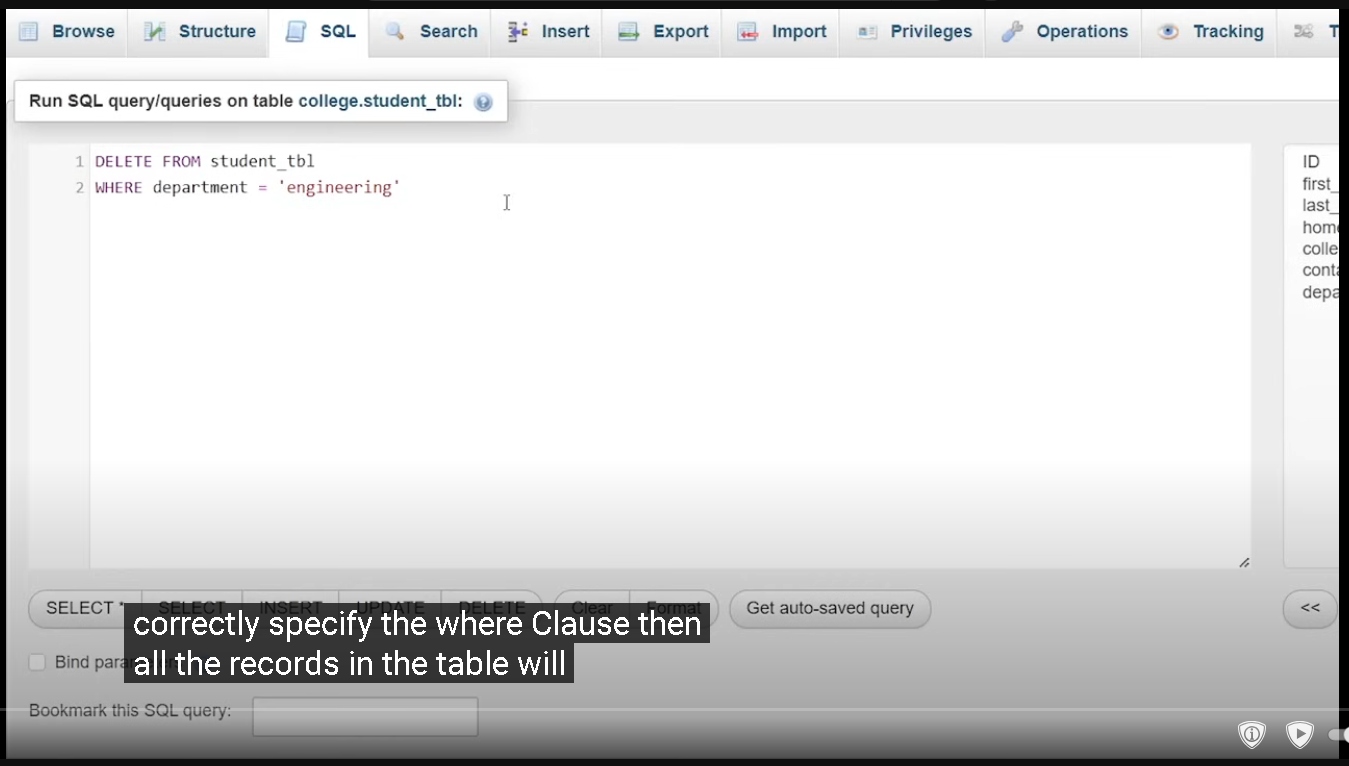 Browse Structure SQL Search Insert Export Import Privileges Operations Tracking T
Run SQL query/queries on table college.student_tbl:
1 DELETE FROM student_tbl
2 WHERE department = 'engineering'
ID
first_
last_
home
colle
conta
depa
SELECT * SELECT INSERT UPDATE DELETE Clear Format Get auto-saved query <<
correctly specify the where Clause then
Bind para
all the records in the table will
Bookmark this SQL query: